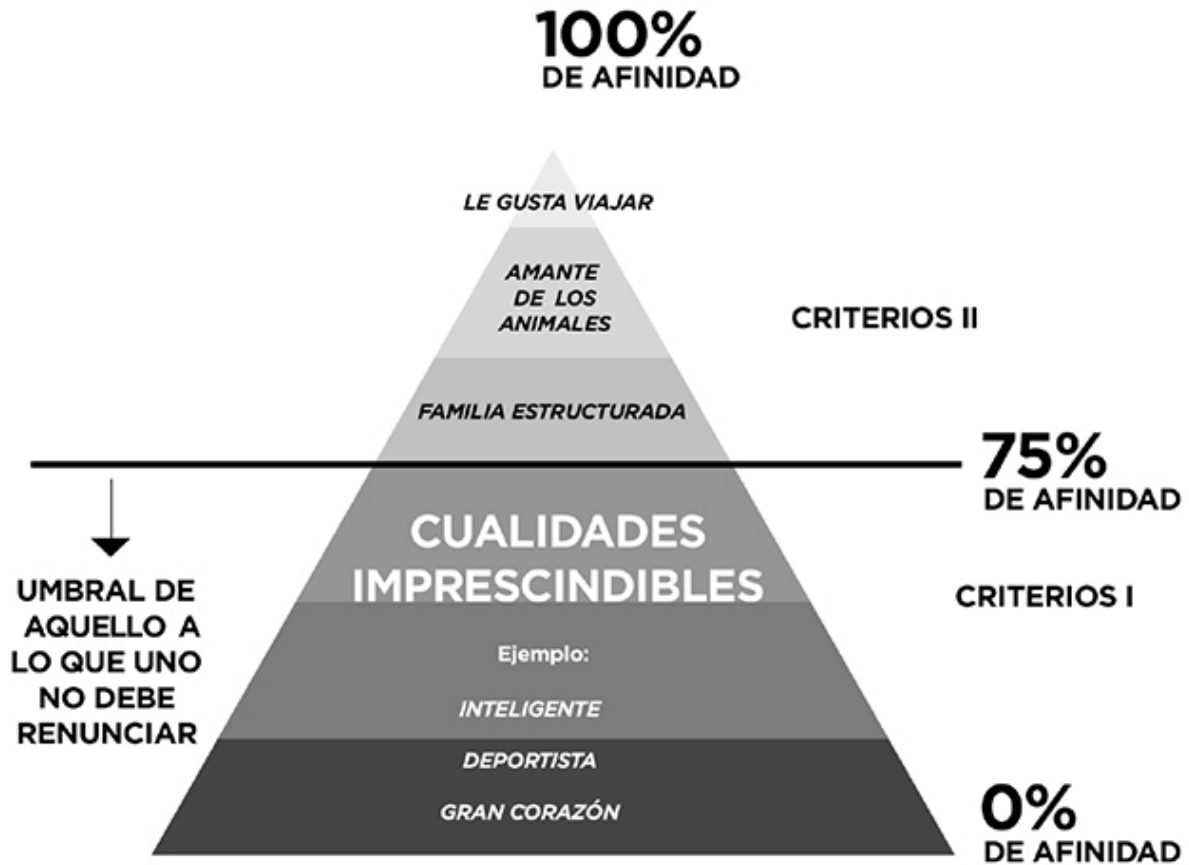 100%
DE AFINIDAD
LE GUSTA VIAJAR
AMANTE
DE LOS
ANIMALES
CRITERIOS II
FAMILIA ESTRUCTURADA
75%
DE AFINIDAD
CUALIDADES
IMPRESCINDIBLES
UMBRAL DE
AQUELLO A
LO QUE UNO
NO DEBE
RENUNCIAR
CRITERIOS I
Ejemplo:
INTELIGENTE
DEPORTISTA
GRAN CORAZÓN
0%
DE AFINIDAD